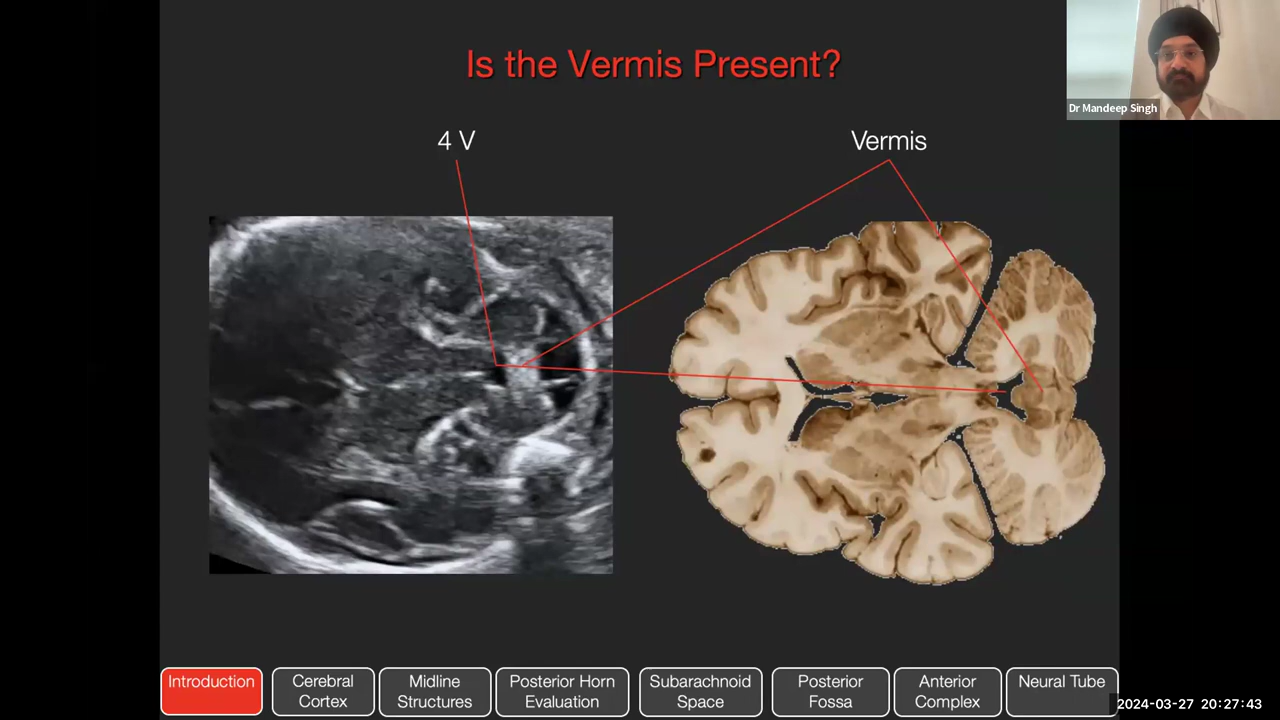 Is the Vermis Present?
Dr Mandeep Singh
4 V
Vermis
Introduction
Cerebral
Cortex
Midline
Structures
Posterior Horn
Evaluation
Subarachnoid
Space
Posterior
Fossa
Anterior
Complex
Neural Tube
2024-03-27 20:27:43